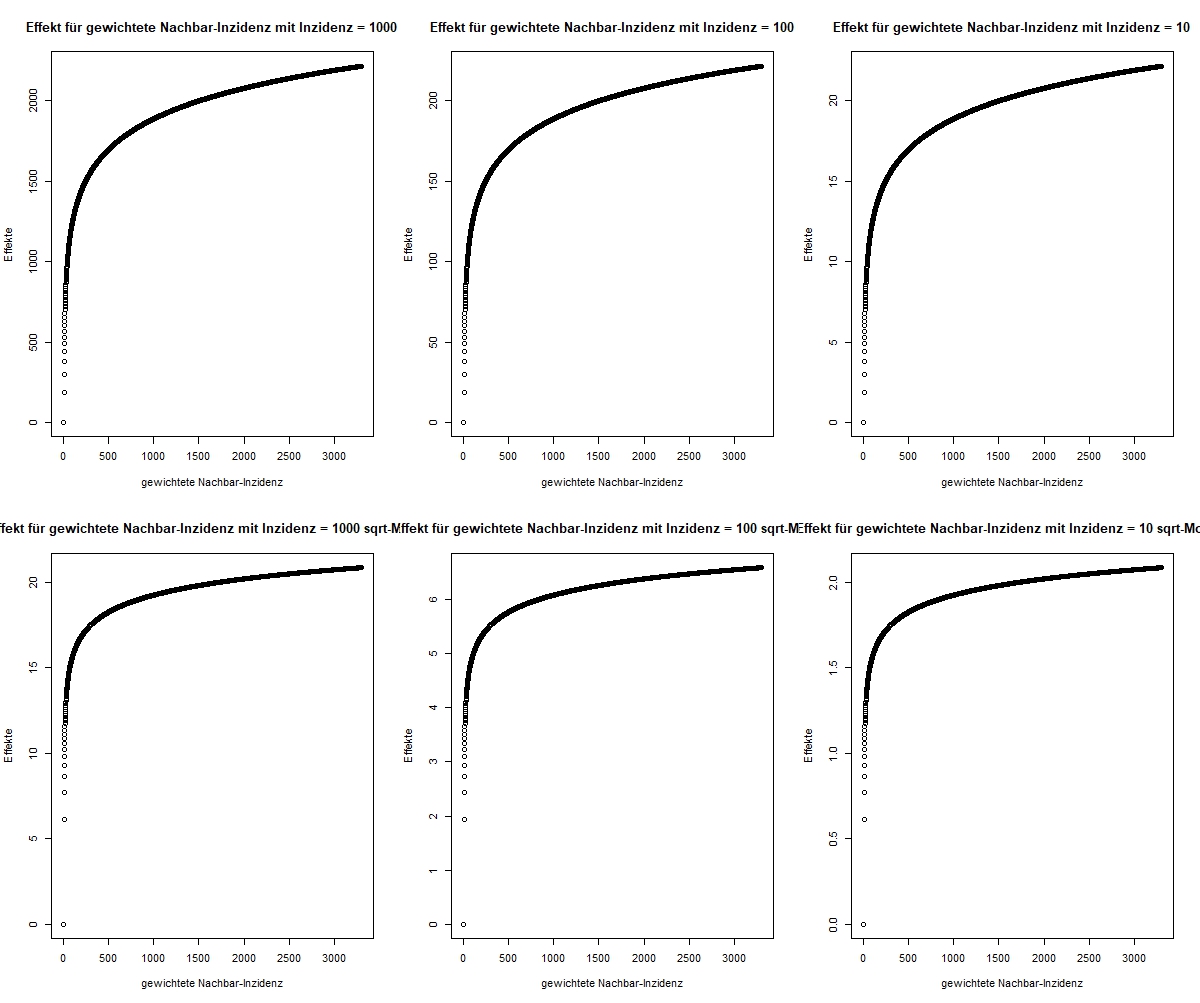 Effekt für gewichtete Nachbar-Inzidenz mit Inzidenz = 1000
Effekte
2000
1500
1000
500
0
0 500 1000 1500 2000 2500 3000
gewichtete Nachbar-Inzidenz
Effekt für gewichtete Nachbar-Inzidenz mit Inzidenz = 100
Effekte
200
150
100
50
0
0 500 1000 1500 2000 2500 3000
gewichtete Nachbar-Inzidenz
Effekt für gewichtete Nachbar-Inzidenz mit Inzidenz = 10
Effekte
20
15
10
5
0
0 500 1000 1500 2000 2500 3000
gewichtete Nachbar-Inzidenz
ffekt für gewichtete Nachbar-Inzidenz mit Inzidenz = 1000 sqrt-M
Effekte
20
15
10
5
0
0 500 1000 1500 2000 2500 3000
gewichtete Nachbar-Inzidenz
ffekt für gewichtete Nachbar-Inzidenz mit Inzidenz = 100 sqrt-M
Effekte
6
5
4
3
2
1
0
0 500 1000 1500 2000 2500 3000
gewichtete Nachbar-Inzidenz
Effekt für gewichtete Nachbar-Inzidenz mit Inzidenz = 10 sqrt-Mo
Effekte
2.0
1.5
1.0
0.5
0.0
0 500 1000 1500 2000 2500 3000
gewichtete Nachbar-Inzidenz